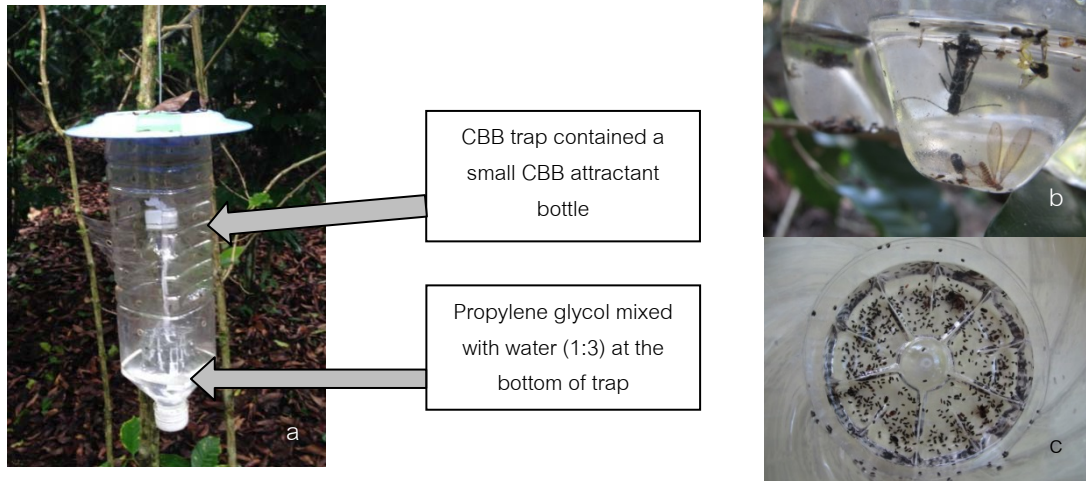 CBB trap contained a
small CBB attractant
bottle
Propylene glycol mixed
with water (1:3) at the
bottom of trap
a
b
c